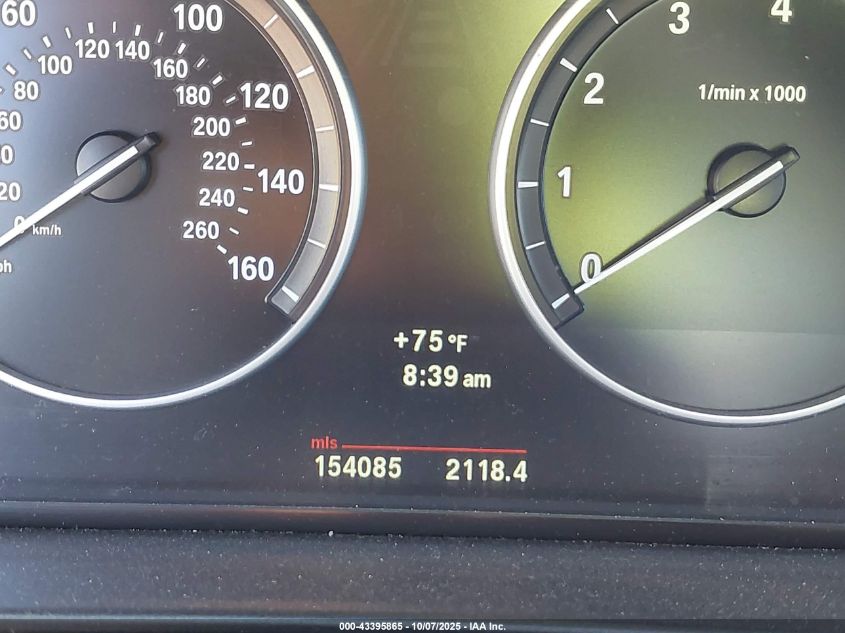 60 100
120 140
100 160
80 180 120
60 200
220 140
20 240
0 km/h 260
160
3 4
2 1/min x 1000
1
0
+75 °F
8:39 am
mls
154085 2118.4
000-43395865 - 10/07/2025 - IAA Inc.